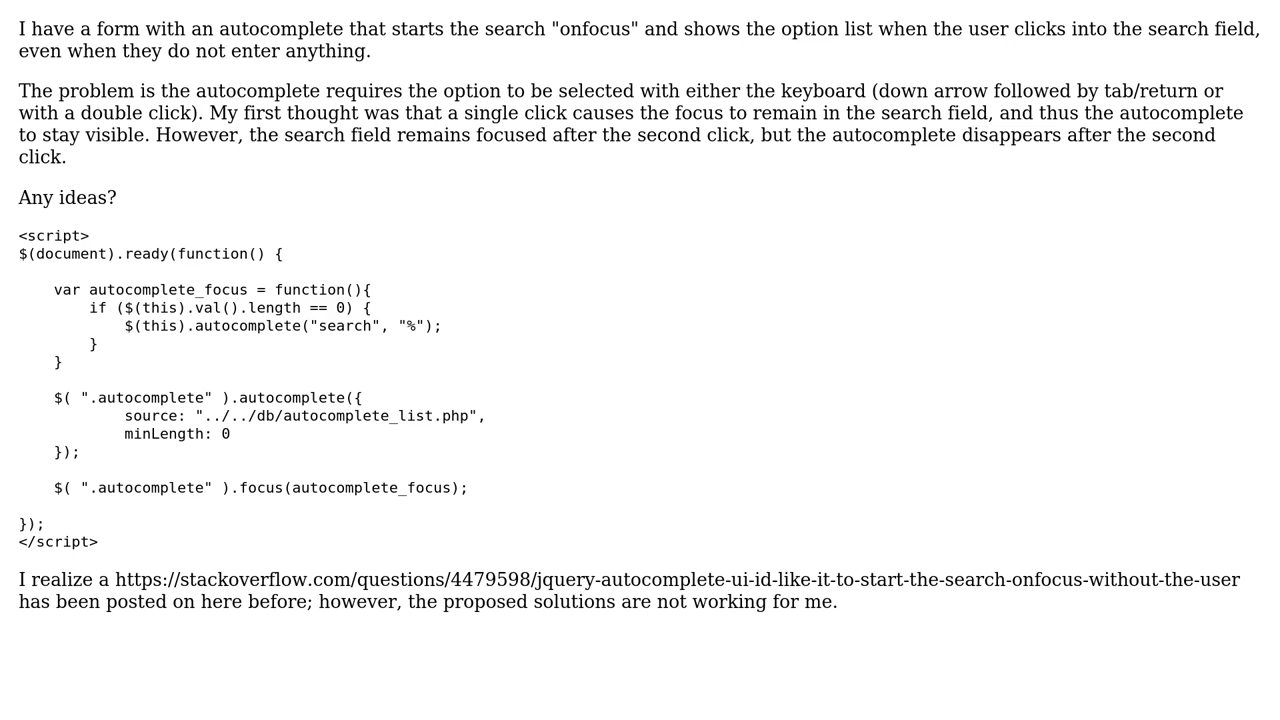 I have a form with an autocomplete that starts the search "onfocus" and shows the option list when the user clicks into the search field,
even when they do not enter anything.
The problem is the autocomplete requires the option to be selected with either the keyboard (down arrow followed by tab/return or
with a double click). My first thought was that a single click causes the focus to remain in the search field, and thus the autocomplete
to stay visible. However, the search field remains focused after the second click, but the autocomplete disappears after the second
click.
Any ideas?
<script>
$(document).ready(function() {
    var autocomplete_focus = function(){
        if ($(this).val().length == 0) {
            $(this).autocomplete("search", "%");
        }
    }
    $( ".autocomplete" ).autocomplete({
            source: "../../db/autocomplete_list.php",
            minLength: 0
    });
    $( ".autocomplete" ).focus(autocomplete_focus);
});
</script>
I realize a https://stackoverflow.com/questions/4479598/jquery-autocomplete-ui-id-like-it-to-start-the-search-onfocus-without-the-user
has been posted on here before; however, the proposed solutions are not working for me.